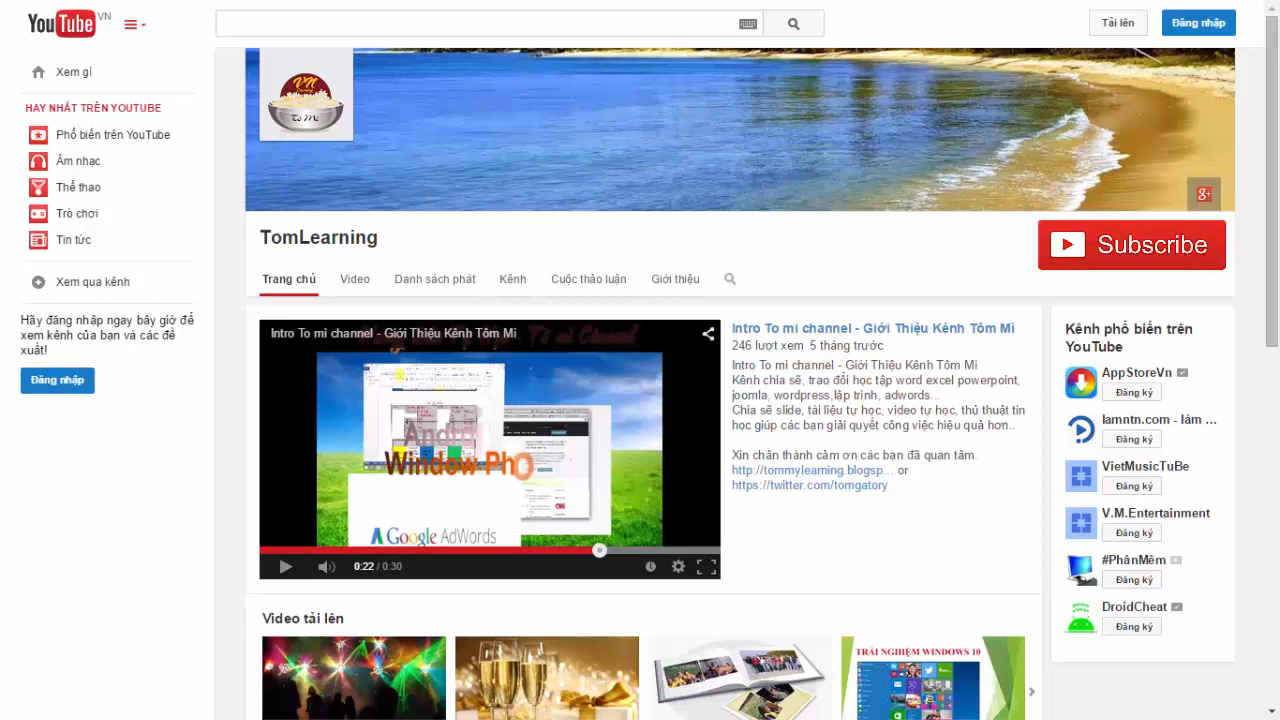 YouTube VN
Tải lên
Đăng nhập
Xem gì
HAY NHẤT TRÊN YOUTUBE
Phổ biến trên YouTube
Âm nhạc
Thể thao
Trò chơi
Tin tức
Xem qua kênh
Hãy đăng nhập ngay bây giờ để
xem kênh của bạn và các đề
xuất!
Đăng nhập
VN
To Mi
g+
TomLearning
Subscribe
Trang chủ
Video
Danh sách phát
Kênh
Cuộc thảo luận
Giới thiệu
Intro To mi channel - Giới Thiệu Kênh Tôm Mi
Window Pho
Google AdWords
0:22 / 0:30
Intro To mi channel - Giới Thiệu Kênh Tôm Mi
246 lượt xem 5 tháng trước
Intro To mi channel - Giới Thiệu Kênh Tôm Mi
Kênh chia sẽ, trao đổi học tập word excel powerpoint,
joomla, wordpress,lập trình, adwords...
Chia sẽ slide, tài liệu tự học, video tự học, thủ thuật tin
học giúp các bạn giải quyết công việc hiệu quả hơn..
Xin chân thành cảm ơn các bạn đã quan tâm.
http://tommylearning.blogsp... or
https://twitter.com/tomgatory
Kênh phổ biến trên
YouTube
AppStoreVn
Đăng ký
lamntn.com - làm ...
Đăng ký
VietMusicTuBe
Đăng ký
V.M.Entertainment
Đăng ký
#PhầnMềm
Đăng ký
DroidCheat
Đăng ký
Video tải lên
TRẢI NGHIỆM WINDOWS 10